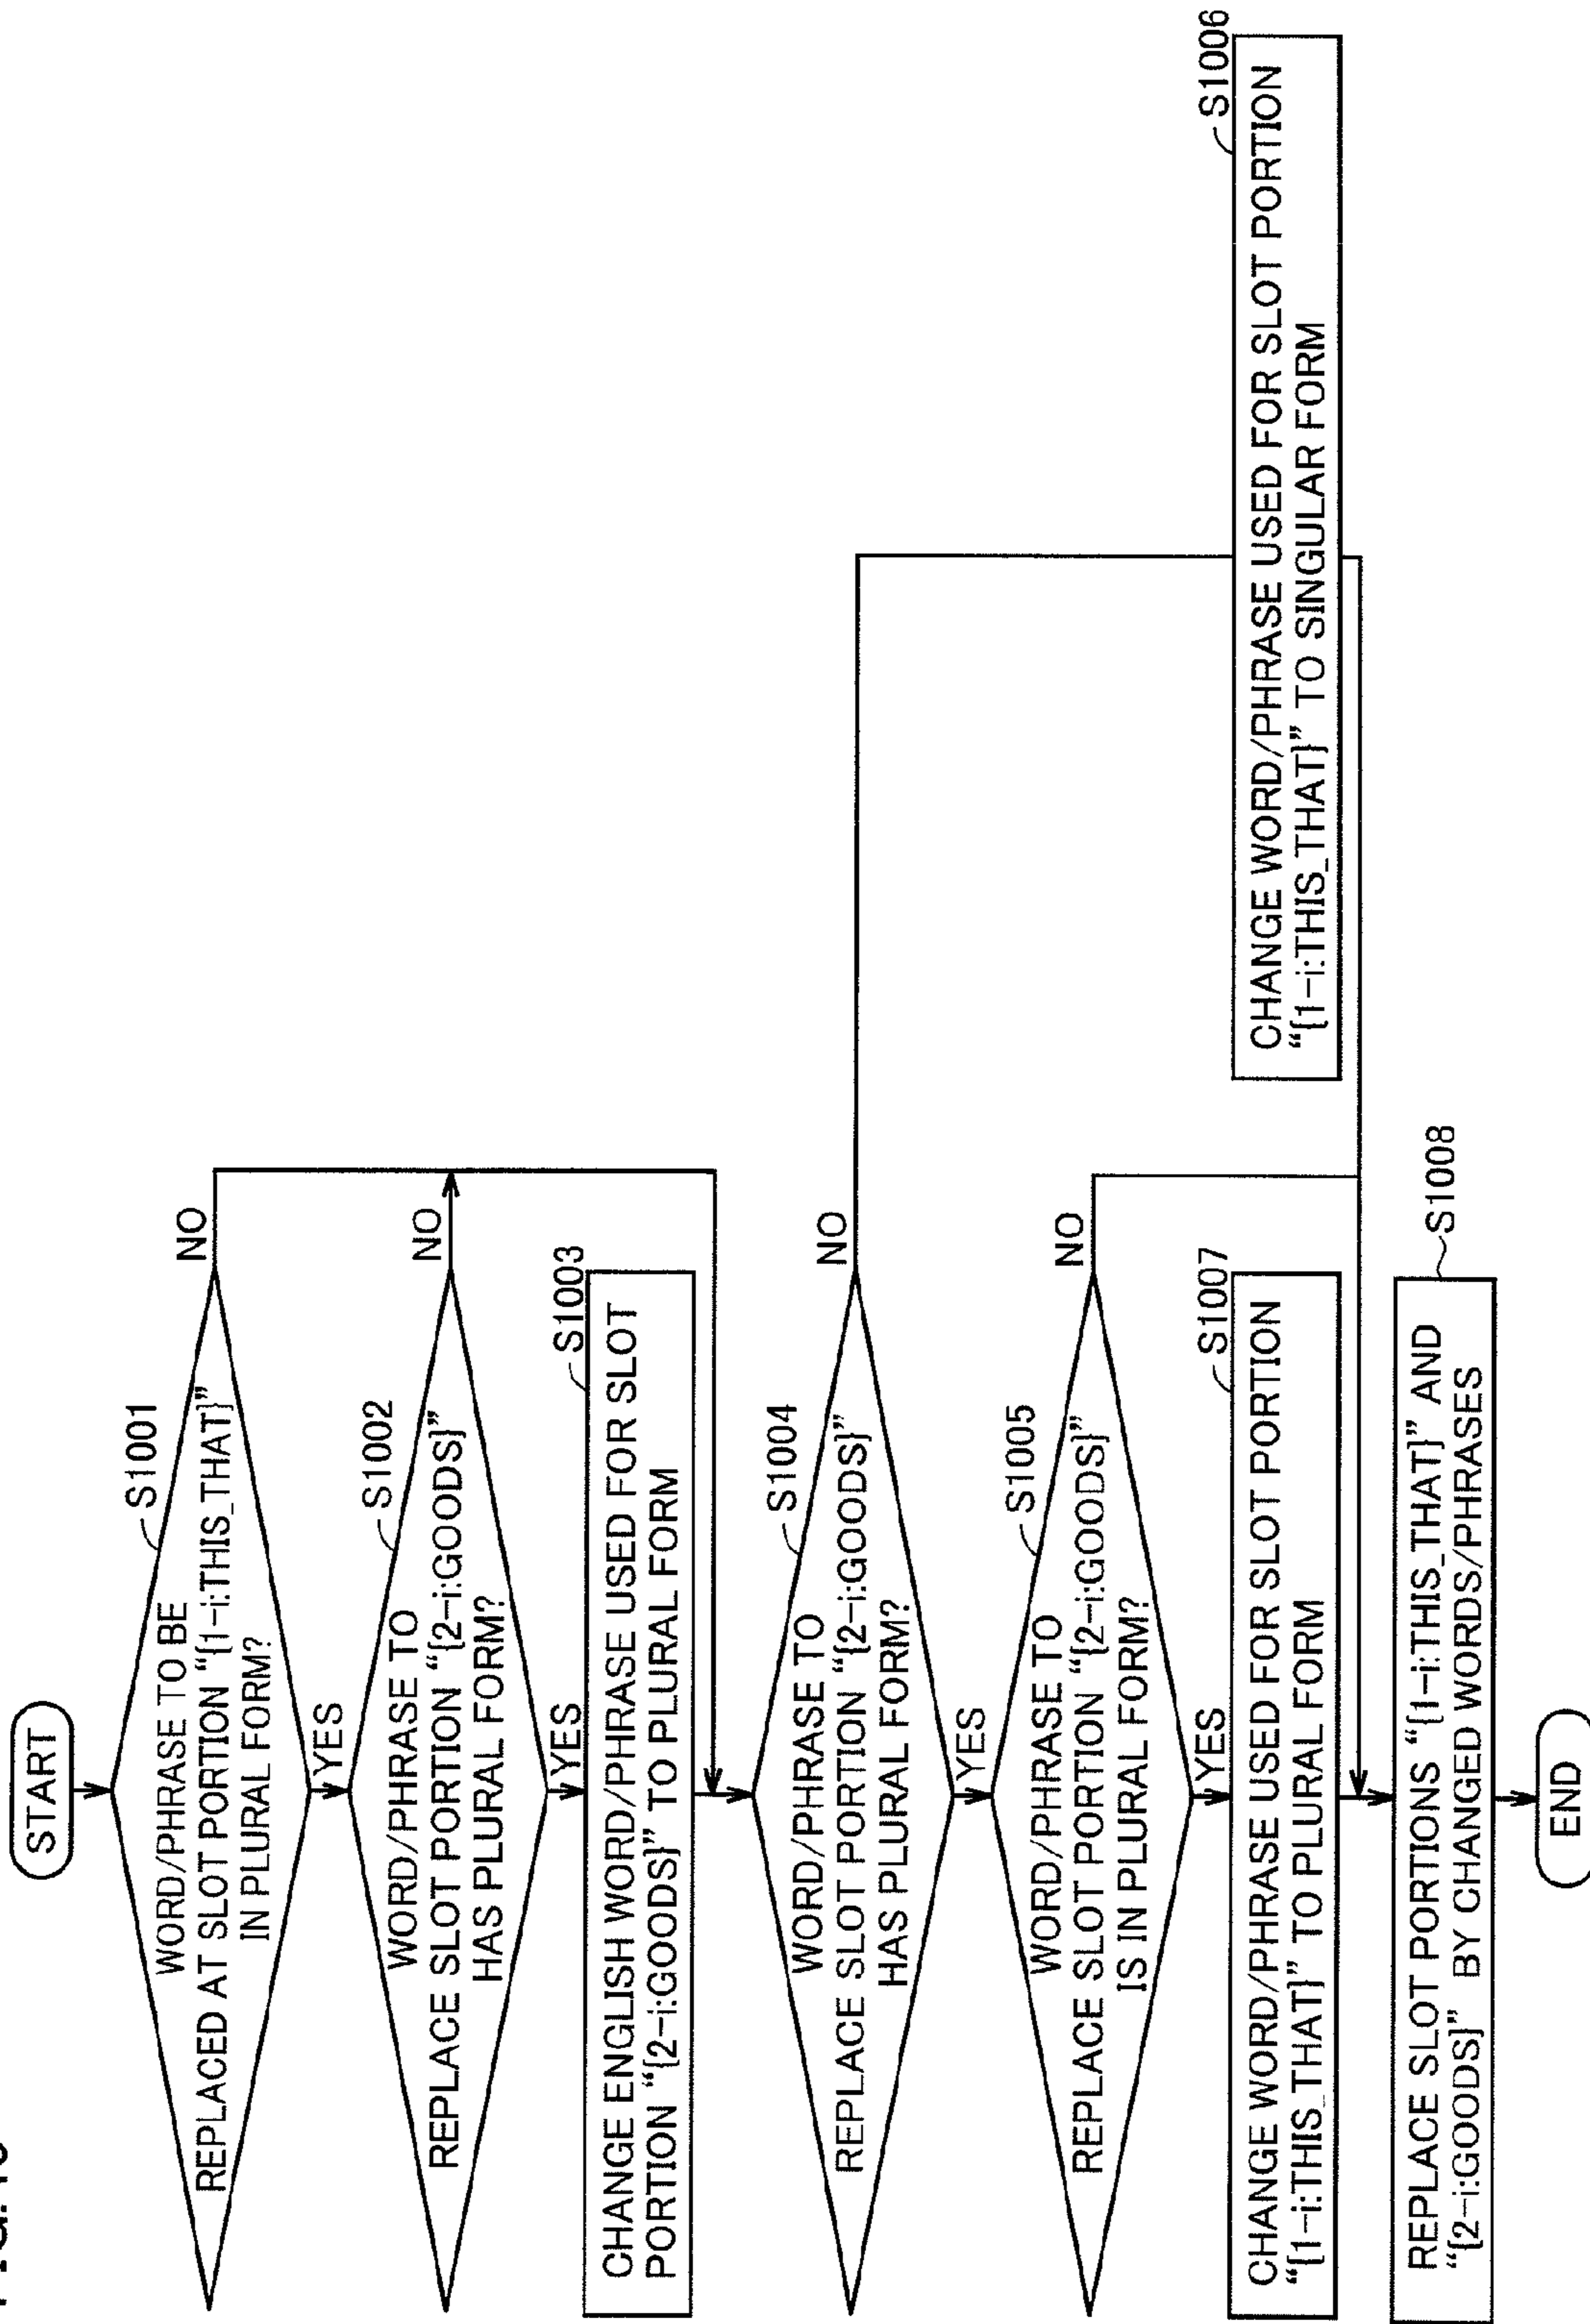 START
WORD/PHRASE TO BE
REPLACED AT SLOT PORTION “{1-i:THIS_THAT}”
IN PLURAL FORM?
S1001
NO
YES
WORD/PHRASE TO
REPLACE SLOT PORTION “{2-i:GOODS}”
HAS PLURAL FORM?
S1002
NO
YES
S1003
CHANGE ENGLISH WORD/PHRASE USED FOR SLOT
PORTION “{2-i:GOODS}” TO PLURAL FORM
WORD/PHRASE TO
REPLACE SLOT PORTION “{2-i:GOODS}”
HAS PLURAL FORM?
S1004
NO
YES
WORD/PHRASE TO
REPLACE SLOT PORTION “{2-i:GOODS}”
IS IN PLURAL FORM?
S1005
NO
YES
S1007
CHANGE WORD/PHRASE USED FOR SLOT PORTION
“{1-i:THIS_THAT}” TO PLURAL FORM
S1006
CHANGE WORD/PHRASE USED FOR SLOT PORTION
“{1-i:THIS_THAT}” TO SINGULAR FORM
REPLACE SLOT PORTIONS “{1-i:THIS_THAT}” AND
“{2-i:GOODS}” BY CHANGED WORDS/PHRASES
S1008
END